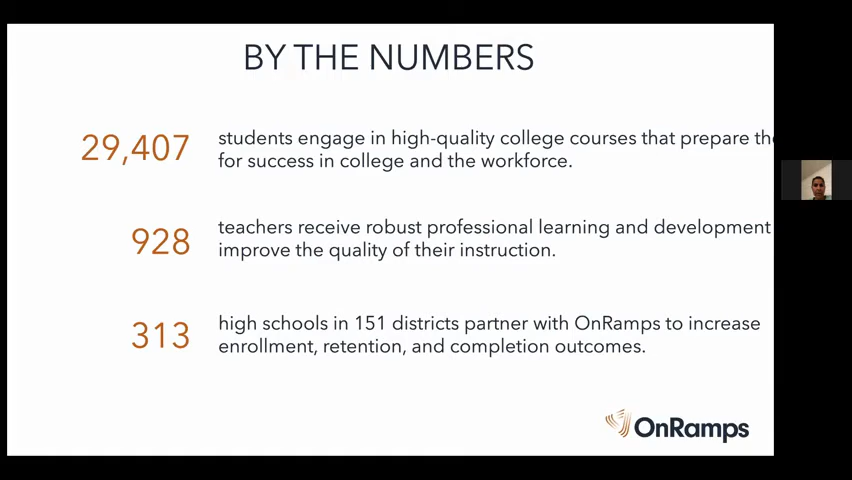 BY THE NUMBERS
29,407
students engage in high-quality college courses that prepare
for success in college and the workforce.
928
teachers receive robust professional learning and development
improve the quality of their instruction.
313
high schools in 151 districts partner with OnRamps to increase
enrollment, retention, and completion outcomes.
OnRamps